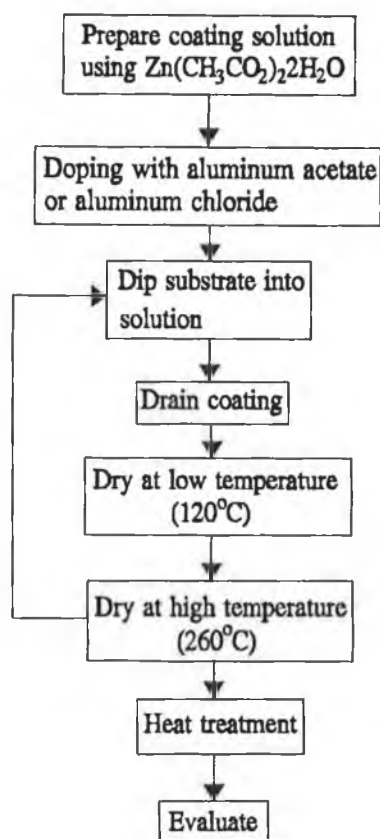 Prepare coating solution
using Zn(CH₃CO₂)₂2H₂O
Doping with aluminum acetate
or aluminum chloride
Dip substrate into
solution
Drain coating
Dry at low temperature
(120°C)
Dry at high temperature
(260°C)
Heat treatment
Evaluate